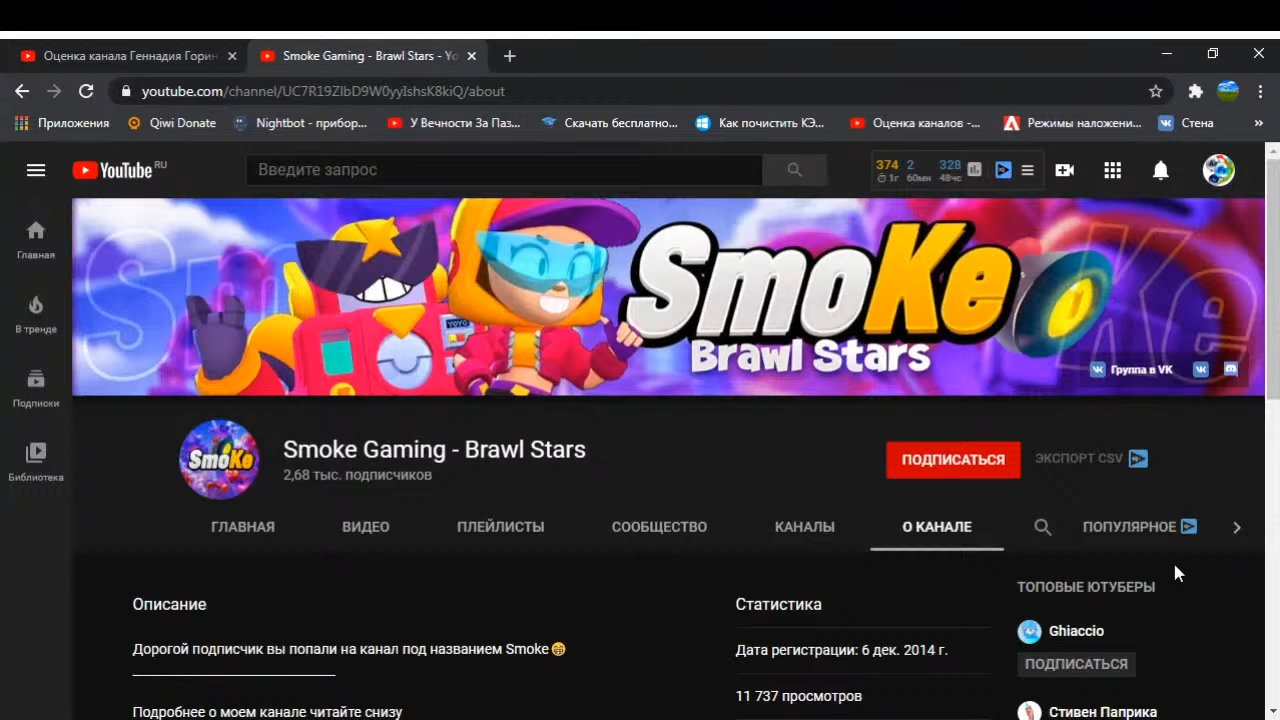 Оценка канала Геннадия Горин
Smoke Gaming - Brawl Stars - Yo
youtube.com/channel/UC7R19ZlbD9W0yyIshsK8kiQ/about
Приложения
Qiwi Donate
Nightbot - прибор...
У Вечности За Паз...
Скачать бесплатно...
Как почистить КЭ...
Оценка каналов -...
Режимы наложени...
Стена
»
YouTube RU
Введите запрос
374 2 328
1г 60мн 48чс
Главная
В тренде
Подписки
Библиотека
SmoKe
Brawl Stars
YOYO
Группа в VK
SmoKe
Smoke Gaming - Brawl Stars
2,68 тыс. подписчиков
ПОДПИСАТЬСЯ
ЭКСПОРТ CSV
ГЛАВНАЯ
ВИДЕО
ПЛЕЙЛИСТЫ
СООБЩЕСТВО
КАНАЛЫ
О КАНАЛЕ
ПОПУЛЯРНОЕ
Описание
Дорогой подписчик вы попали на канал под названием Smoke😁
Подробнее о моем канале читайте снизу
Статистика
Дата регистрации: 6 дек. 2014 г.
11 737 просмотров
ТОПОВЫЕ ЮТУБЕРЫ
Ghiaccio
ПОДПИСАТЬСЯ
Стивен Паприка